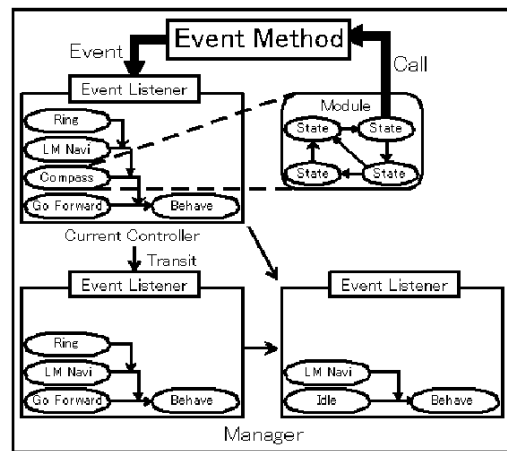 Event Method
Event
Call
Event Listener
Module
Ring
State
State
LM Navi
Compass
State
State
Go Forward
Behave
Current Controller
Transit
Event Listener
Event Listener
Ring
LM Navi
LM Navi
Go Forward
Behave
Idle
Behave
Manager